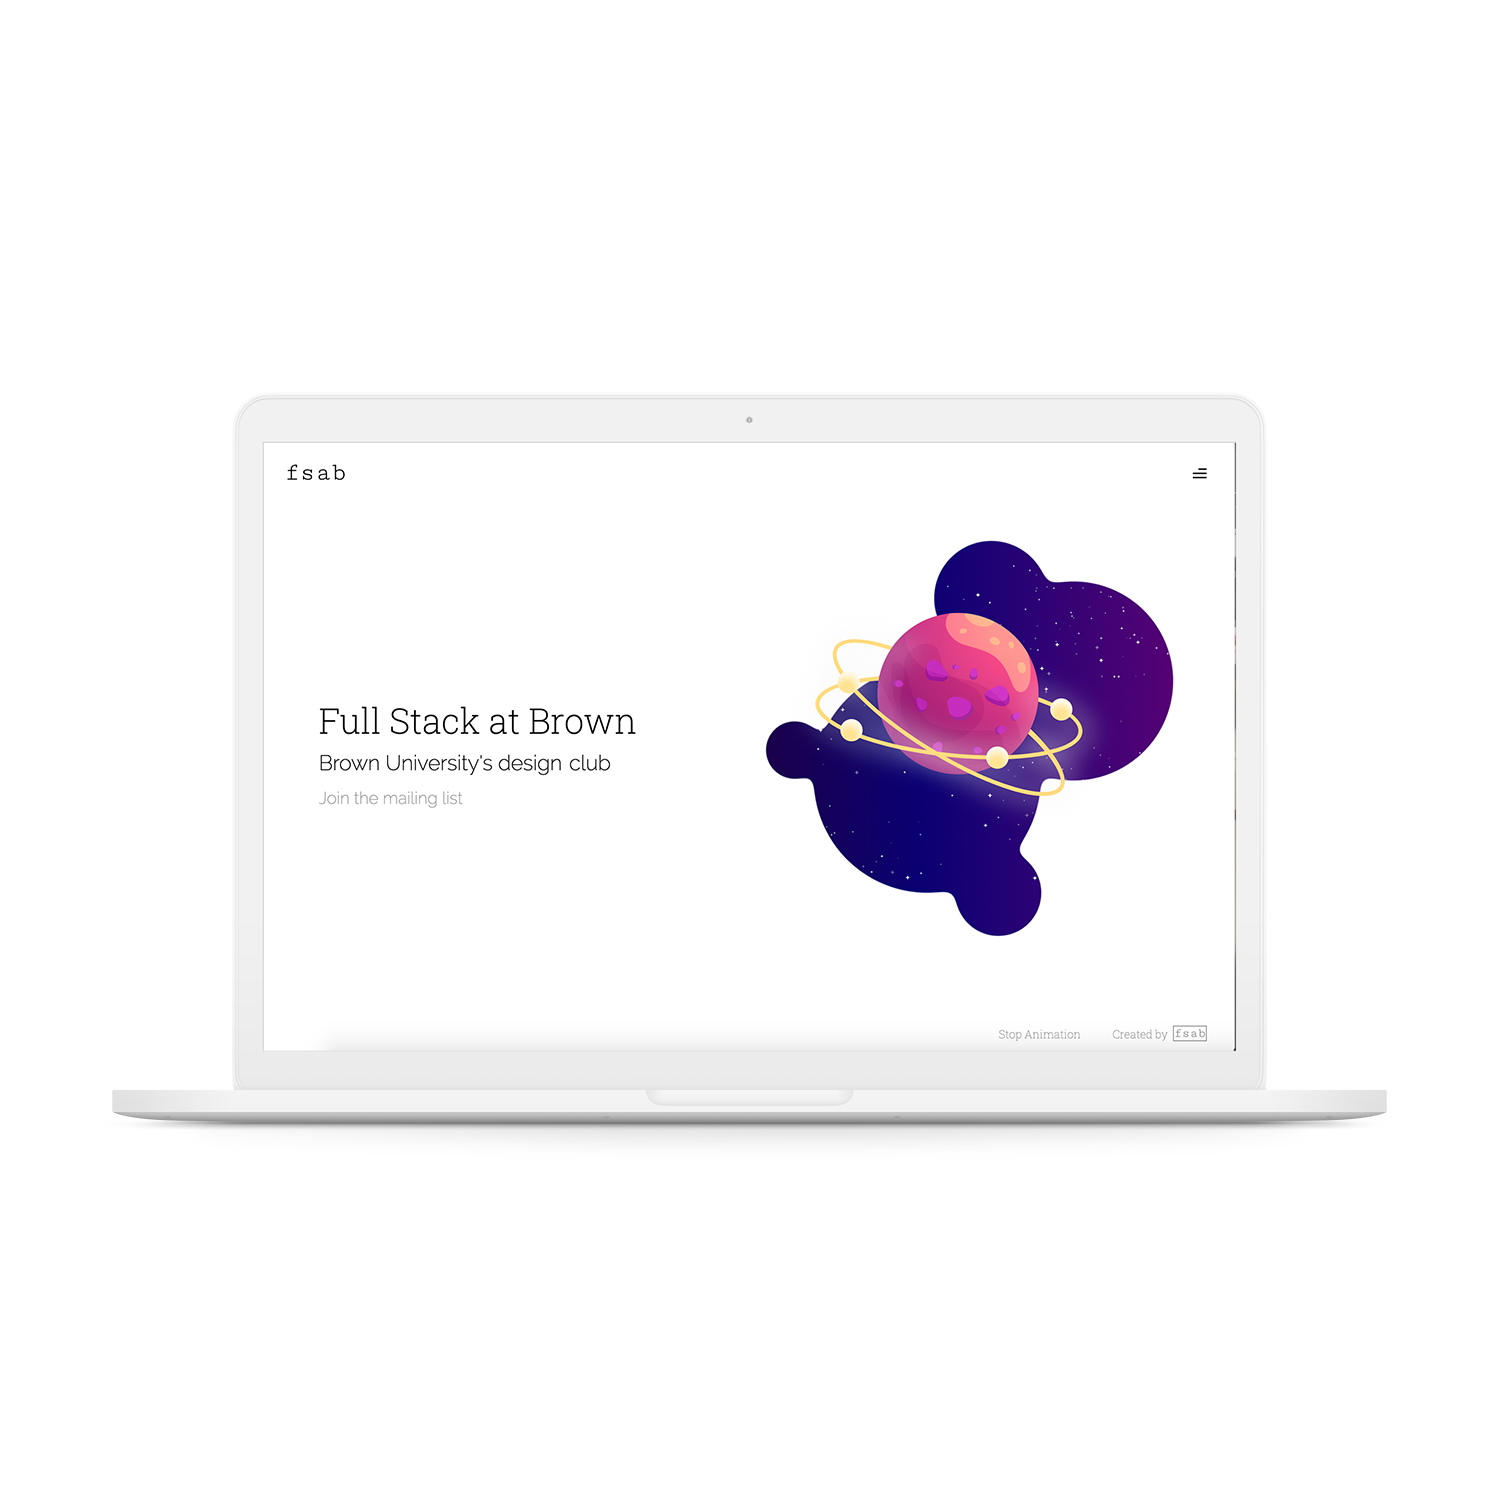 fsab
Full Stack at Brown
Brown University's design club
Join the mailing list
Stop Animation
Created by fsab